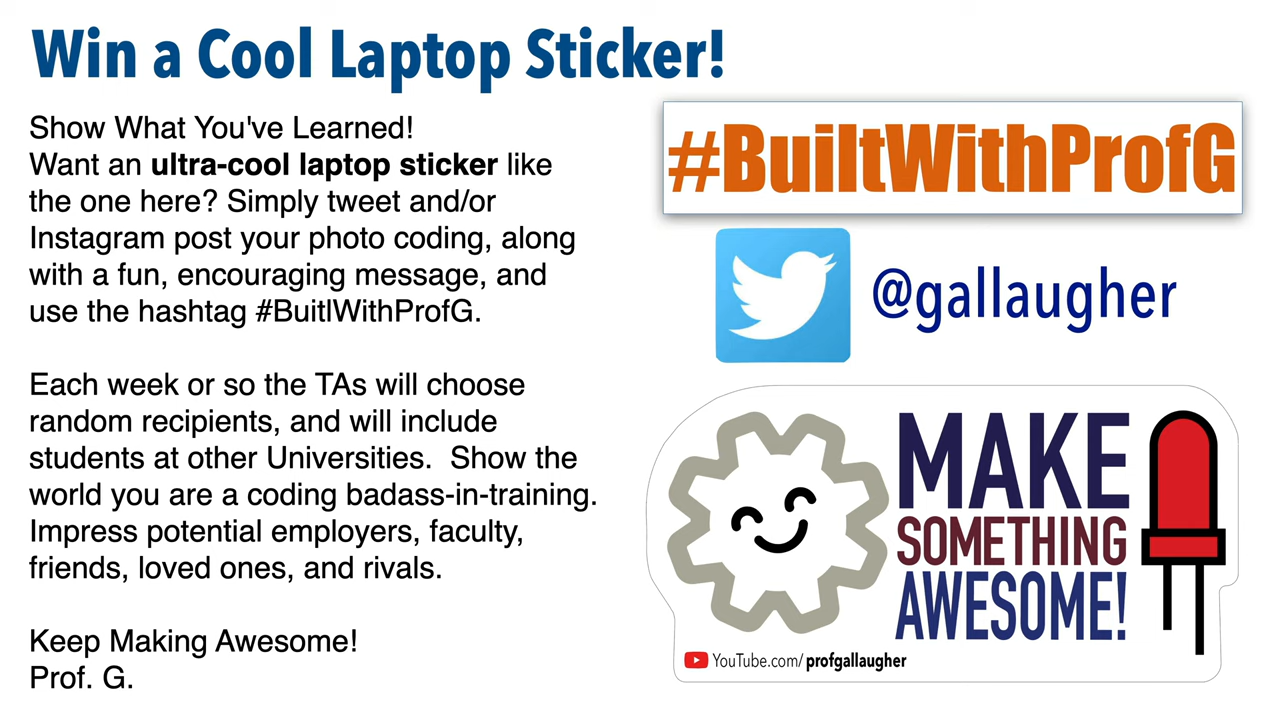 Win a Cool Laptop Sticker!
Show What You've Learned!
Want an ultra-cool laptop sticker like
the one here? Simply tweet and/or
Instagram post your photo coding, along
with a fun, encouraging message, and
use the hashtag #BuitlWithProfG.
Each week or so the TAs will choose
random recipients, and will include
students at other Universities.  Show the
world you are a coding badass-in-training.
Impress potential employers, faculty,
friends, loved ones, and rivals.
Keep Making Awesome!
Prof. G.
#BuiltWithProfG
@gallaugher
MAKE
SOMETHING
AWESOME!
YouTube.com/profgallaugher